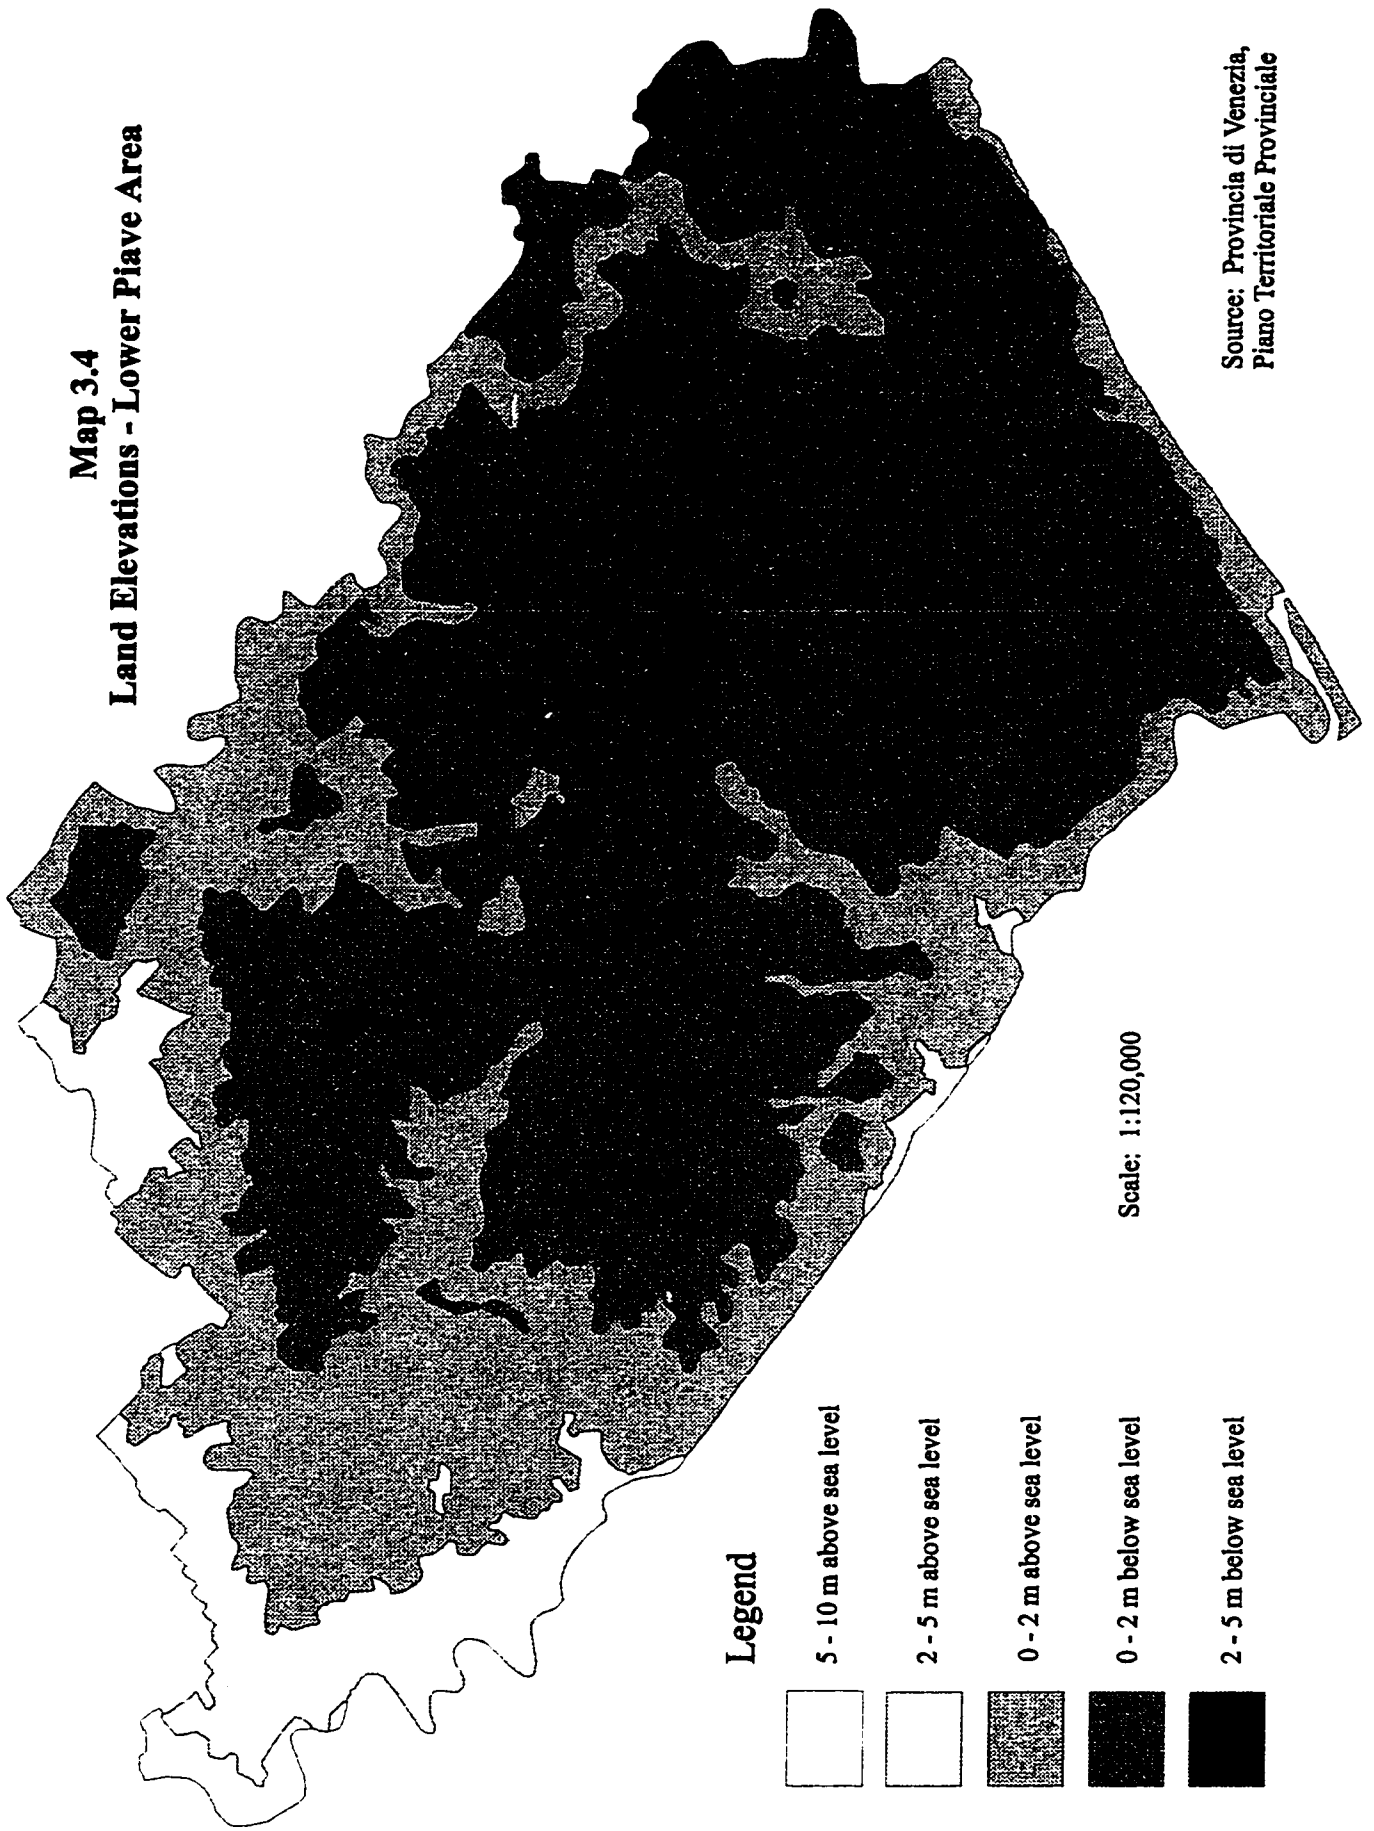 Map 3.4
Land Elevations - Lower Piave Area
Legend
5 - 10 m above sea level
2 - 5 m above sea level
0 - 2 m above sea level
0 - 2 m below sea level
2 - 5 m below sea level
Scale: 1:120,000
Source: Provincia di Venezia,
Piano Territoriale Provinciale